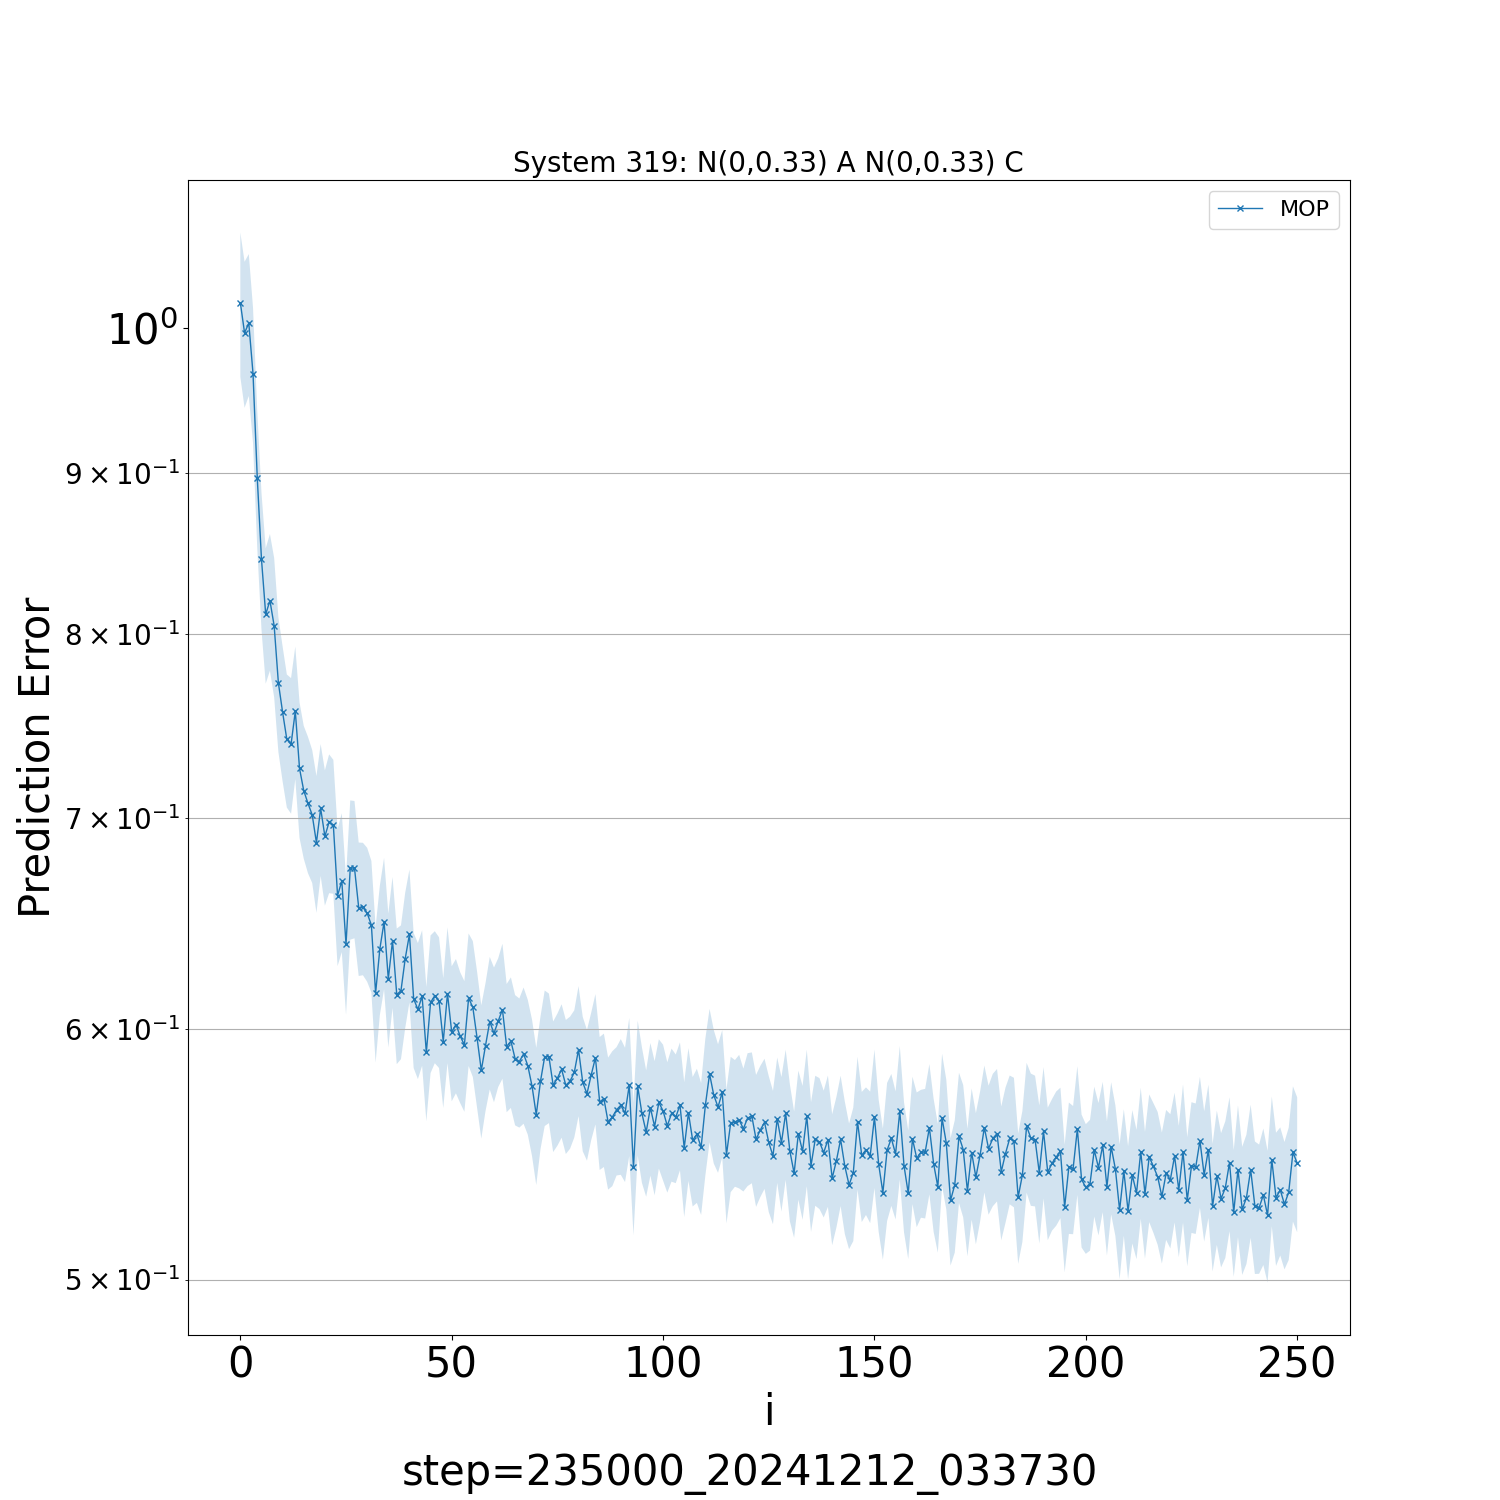 System 319: N(0,0.33) A N(0,0.33) C
MOP
10⁰
9 × 10⁻¹
8 × 10⁻¹
7 × 10⁻¹
6 × 10⁻¹
5 × 10⁻¹
Prediction Error
0 50 100 150 200 250
i
step=235000_20241212_033730